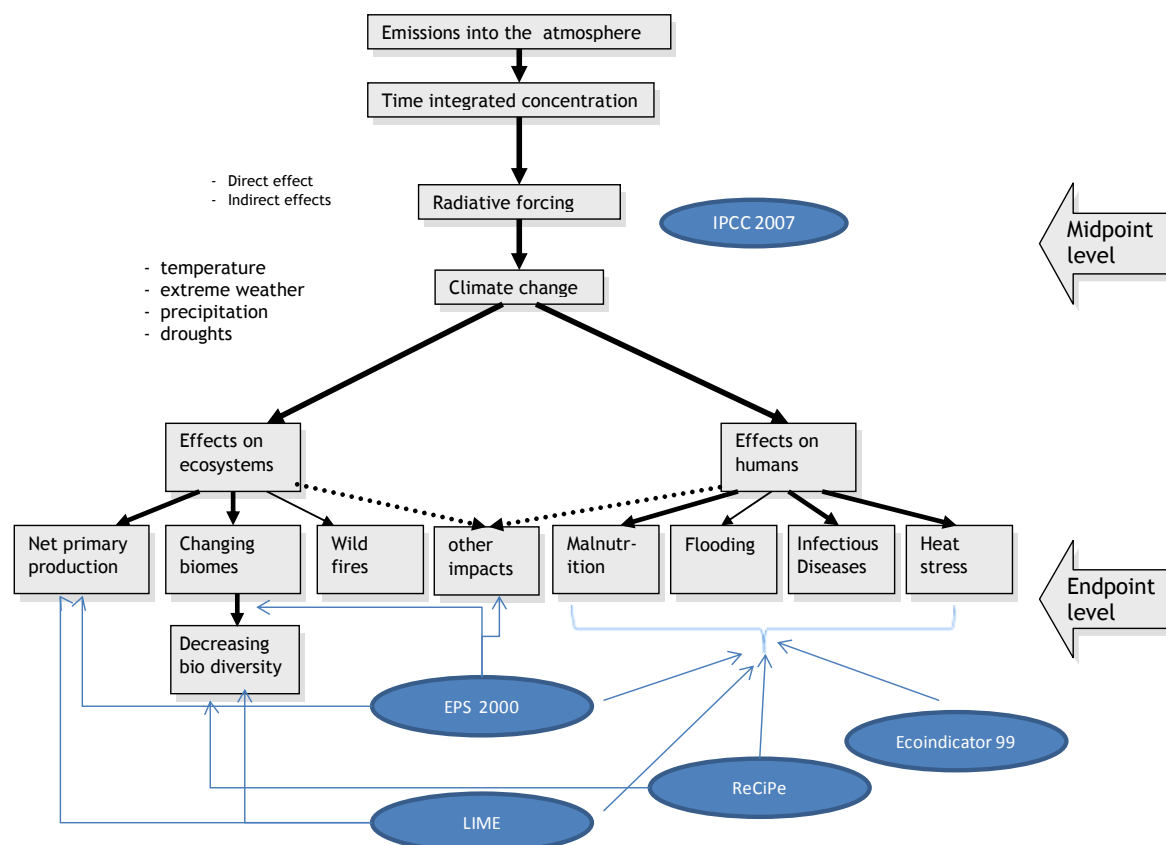 Emissions into the atmosphere
Time integrated concentration
- Direct effect
- Indirect effects
Radiative forcing
IPCC 2007
Midpoint
level
- temperature
- extreme weather
- precipitation
- droughts
Climate change
Effects on
ecosystems
Effects on
humans
Net primary
production
Changing
biomes
Wild
fires
other
impacts
Malnutr-
ition
Flooding
Infectious
Diseases
Heat
stress
Endpoint
level
Decreasing
bio diversity
EPS 2000
Ecoindicator 99
ReCiPe
LIME